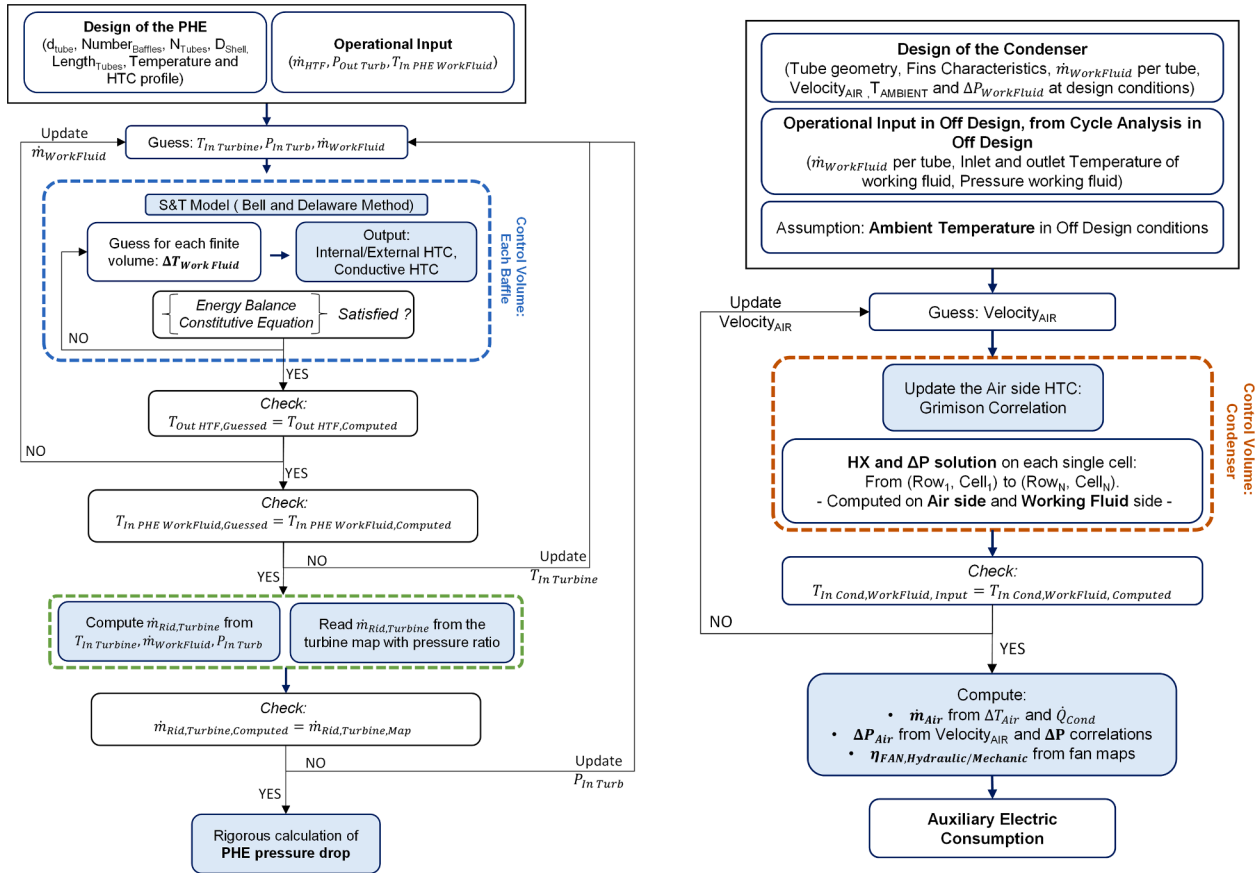 Design of the PHE
(d_tube, Number_Baffles, N_Tubes, D_Shell,
Length_Tubes, Temperature and
HTC profile)
Operational Input
(ṁ_HTF, P_Out Turb, T_In PHE WorkFluid)
Update
ṁ_WorkFluid
Guess: T_In Turbine, P_In Turb, ṁ_WorkFluid
S&T Model ( Bell and Delaware Method)
Guess for each finite
volume: ΔT_Work Fluid
Output:
Internal/External HTC,
Conductive HTC
Energy Balance
Constitutive Equation
Satisfied ?
NO
Control Volume:
Each Baffle
YES
Check:
T_Out HTF,Guessed = T_Out HTF,Computed
NO
Check:
T_In PHE WorkFluid,Guessed = T_In PHE WorkFluid,Computed
NO
Update
T_In Turbine
YES
Compute ṁ_Rid,Turbine from
T_In Turbine, ṁ_WorkFluid, P_In Turb
Read ṁ_Rid,Turbine from the
turbine map with pressure ratio
Check:
ṁ_Rid,Turbine,Computed = ṁ_Rid,Turbine,Map
NO
Update
P_In Turb
YES
Rigorous calculation of
PHE pressure drop
Design of the Condenser
(Tube geometry, Fins Characteristics, ṁ_WorkFluid per tube,
Velocity_AIR, T_AMBIENT and ΔP_WorkFluid at design conditions)
Operational Input in Off Design, from Cycle Analysis in
Off Design
(ṁ_WorkFluid per tube, Inlet and outlet Temperature of
working fluid, Pressure working fluid)
Assumption: Ambient Temperature in Off Design conditions
Update
Velocity_AIR
Guess: Velocity_AIR
Update the Air side HTC:
Grimison Correlation
HX and ΔP solution on each single cell:
From (Row_1, Cell_1) to (Row_N, Cell_N).
- Computed on Air side and Working Fluid side -
Control Volume:
Condenser
Check:
T_In Cond,WorkFluid, Input = T_In Cond,WorkFluid, Computed
NO
YES
Compute:
• ṁ_Air from ΔT_Air and Q̇_Cond
• ΔP_Air from Velocity_AIR and ΔP correlations
• η_FAN,Hydraulic/Mechanic from fan maps
Auxiliary Electric
Consumption